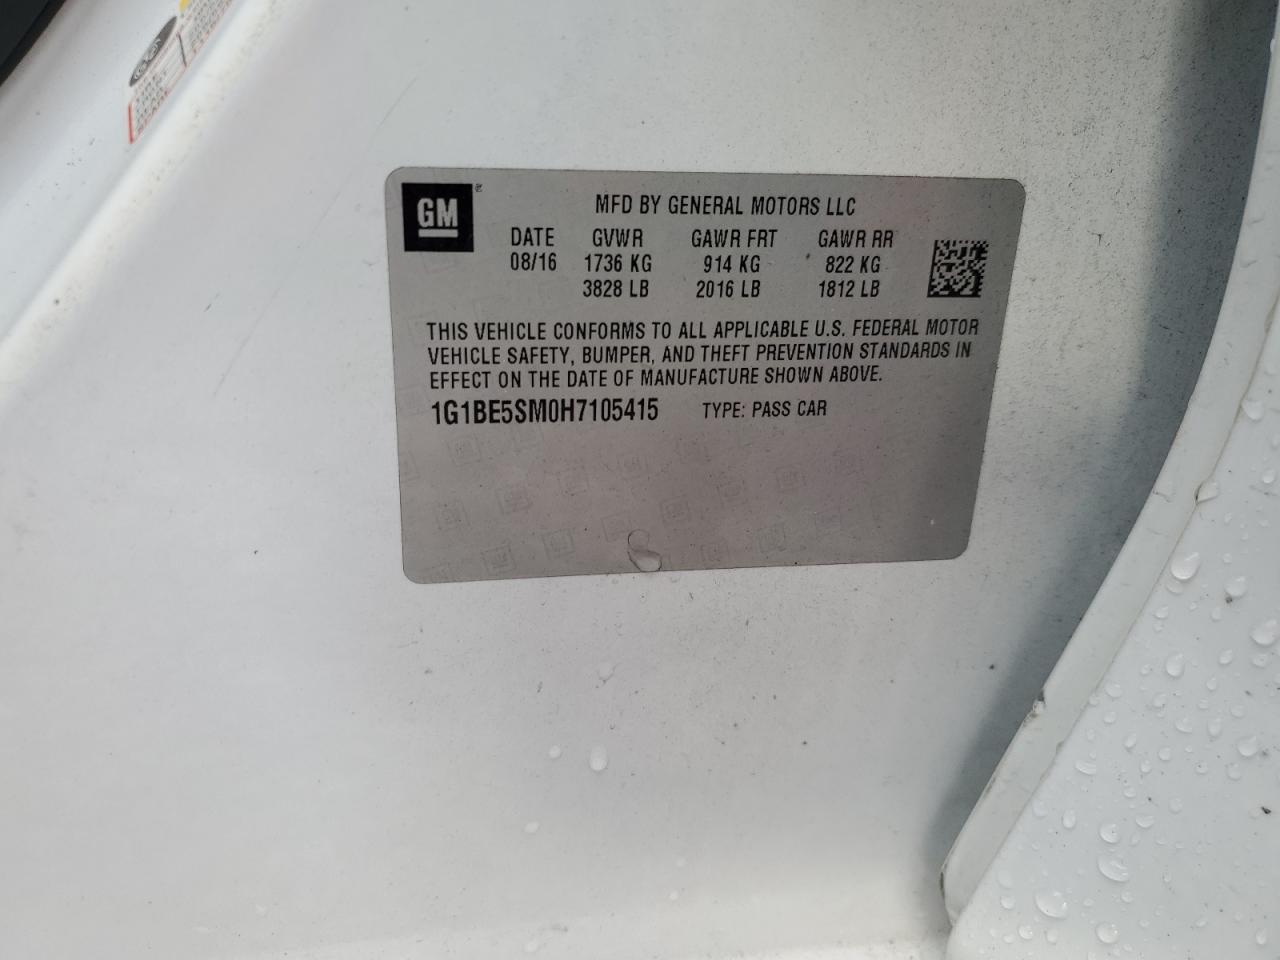 GM
MFD BY GENERAL MOTORS LLC
DATE GVWR GAWR FRT GAWR RR
08/16 1736 KG 914 KG 822 KG
3828 LB 2016 LB 1812 LB
THIS VEHICLE CONFORMS TO ALL APPLICABLE U.S. FEDERAL MOTOR
VEHICLE SAFETY, BUMPER, AND THEFT PREVENTION STANDARDS IN
EFFECT ON THE DATE OF MANUFACTURE SHOWN ABOVE.
1G1BE5SM0H7105415 TYPE: PASS CAR